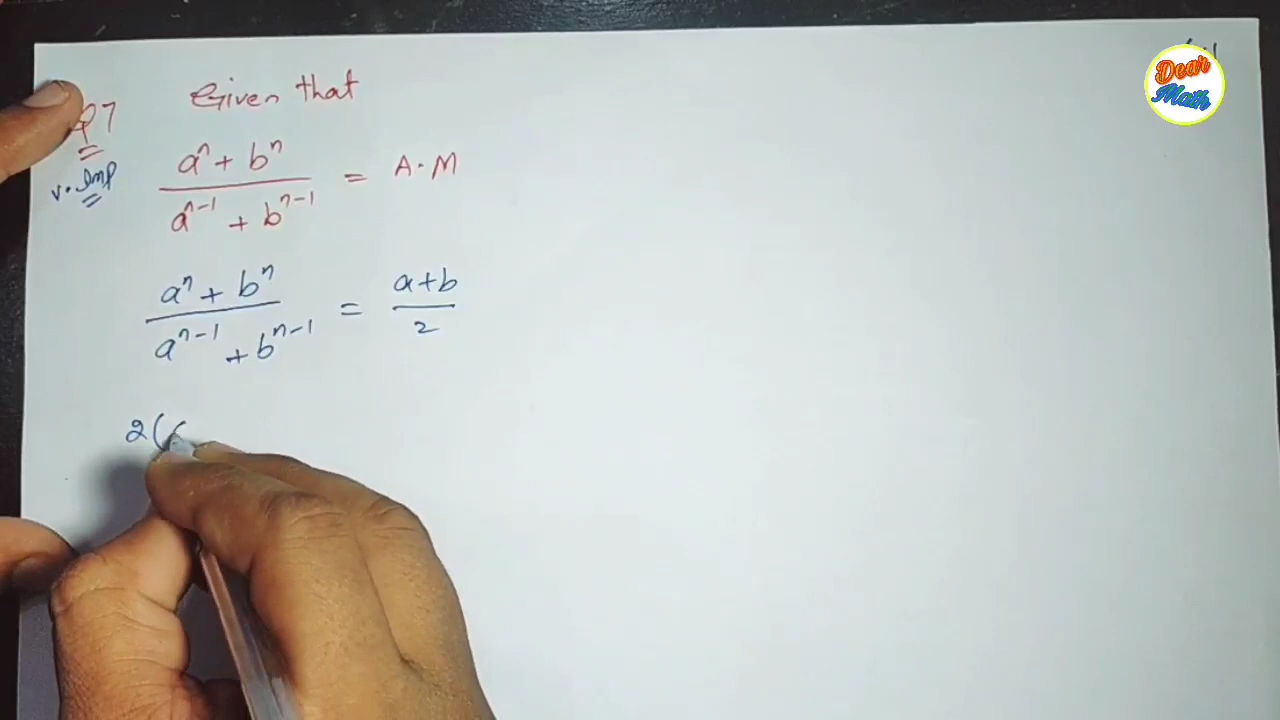 Q7 Given that
v.Imp
aⁿ + bⁿ / aⁿ⁻¹ + bⁿ⁻¹ = A.M
aⁿ + bⁿ / aⁿ⁻¹ + bⁿ⁻¹ = a+b / 2
2(
Dear
Math